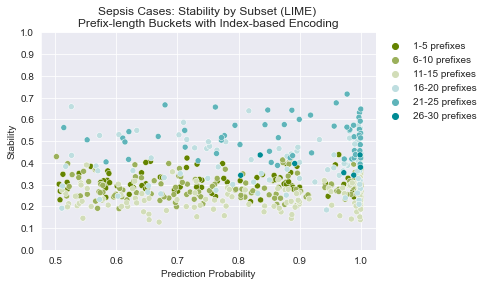 Sepsis Cases: Stability by Subset (LIME)
Prefix-length Buckets with Index-based Encoding
1.0
0.9
0.8
0.7
0.6
0.5
0.4
0.3
0.2
0.1
0.0
Stability
0.5 0.6 0.7 0.8 0.9 1.0
Prediction Probability
1-5 prefixes
6-10 prefixes
11-15 prefixes
16-20 prefixes
21-25 prefixes
26-30 prefixes